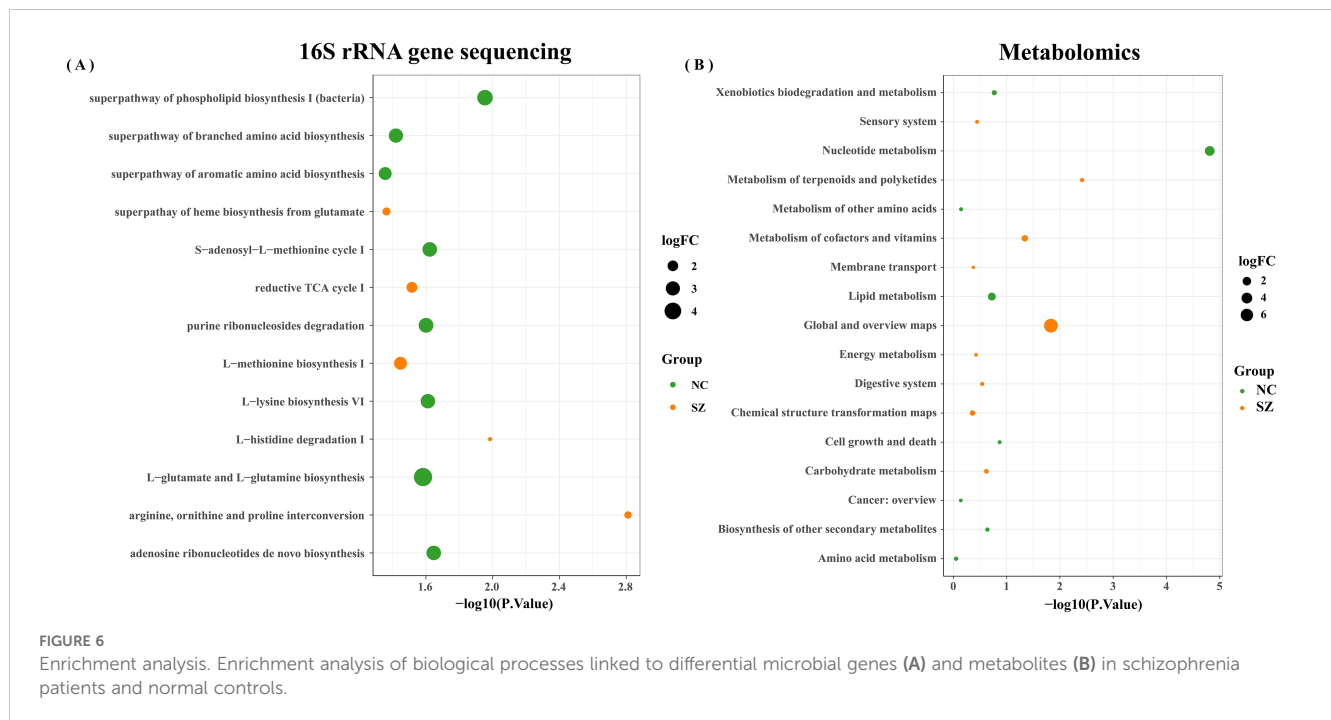 16S rRNA gene sequencing
( A )
superpathway of phospholipid biosynthesis I (bacteria)
superpathway of branched amino acid biosynthesis
superpathway of aromatic amino acid biosynthesis
superpathay of heme biosynthesis from glutamate
S−adenosyl−L−methionine cycle I
reductive TCA cycle I
purine ribonucleosides degradation
L−methionine biosynthesis I
L−lysine biosynthesis VI
L−histidine degradation I
L−glutamate and L−glutamine biosynthesis
arginine, ornithine and proline interconversion
adenosine ribonucleotides de novo biosynthesis
1.6 2.0 2.4 2.8
−log10(P.Value)
logFC
2
3
4
Group
NC
SZ
Metabolomics
( B )
Xenobiotics biodegradation and metabolism
Sensory system
Nucleotide metabolism
Metabolism of terpenoids and polyketides
Metabolism of other amino acids
Metabolism of cofactors and vitamins
Membrane transport
Lipid metabolism
Global and overview maps
Energy metabolism
Digestive system
Chemical structure transformation maps
Cell growth and death
Carbohydrate metabolism
Cancer: overview
Biosynthesis of other secondary metabolites
Amino acid metabolism
0 1 2 3 4 5
−log10(P.Value)
logFC
2
4
6
Group
NC
SZ
FIGURE 6
Enrichment analysis. Enrichment analysis of biological processes linked to differential microbial genes (A) and metabolites (B) in schizophrenia
patients and normal controls.